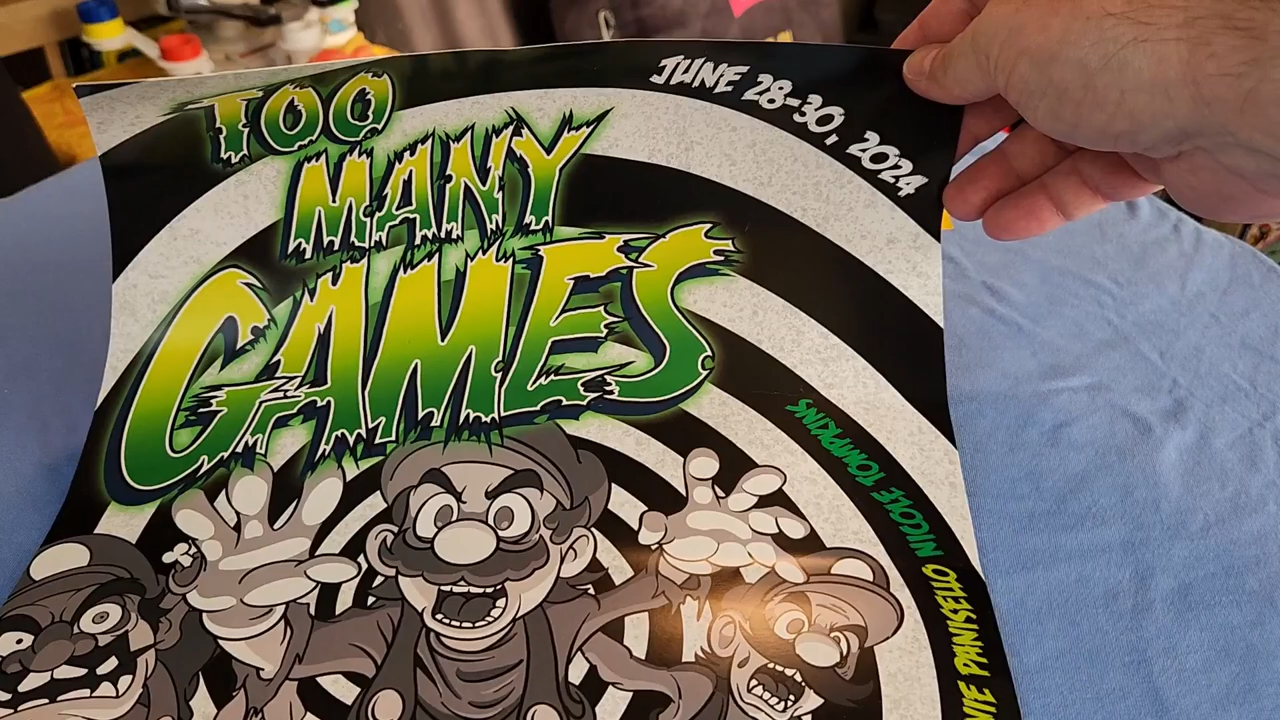 TOO
MANY
GAMES
JUNE 28-30, 2024
NICOLE TOMPKINS
PANISELLO